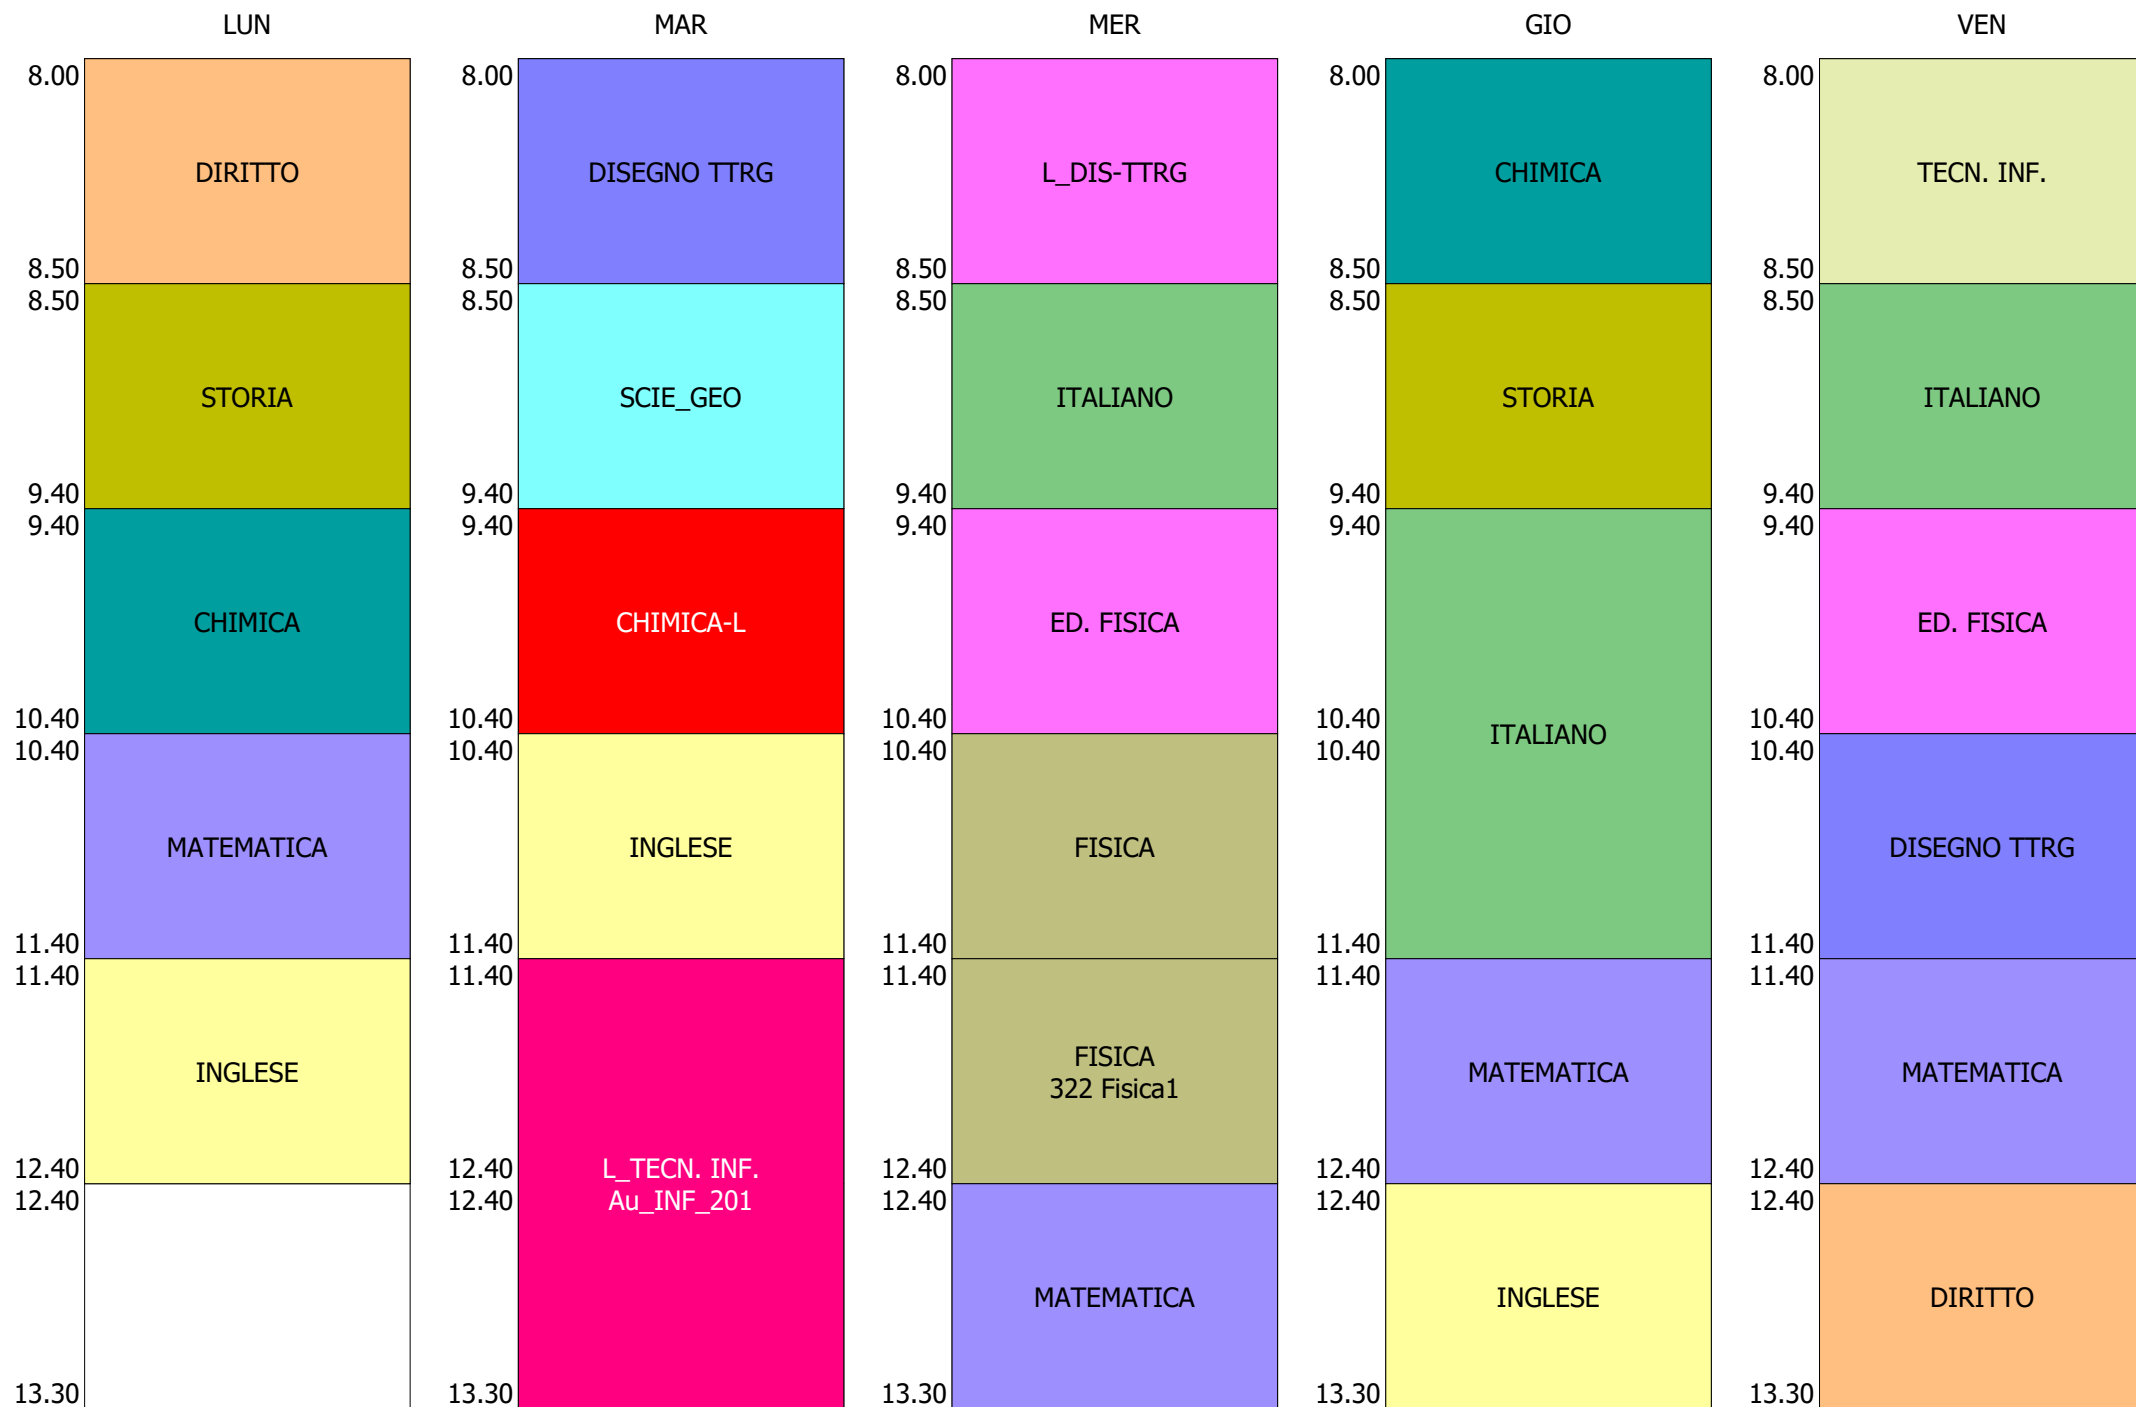 LUN MAR MER GIO VEN
8.00 DIRITTO 8.00 DISEGNO TTRG 8.00 L_DIS-TTRG 8.00 CHIMICA 8.00 TECN. INF.
8.50 8.50 8.50 8.50 8.50
8.50 STORIA 8.50 SCIE_GEO 8.50 ITALIANO 8.50 STORIA 8.50 ITALIANO
9.40 9.40 9.40 9.40 9.40
9.40 CHIMICA 9.40 CHIMICA-L 9.40 ED. FISICA 9.40 9.40 ED. FISICA
10.40 10.40 10.40 10.40 ITALIANO 10.40
10.40 MATEMATICA 10.40 INGLESE 10.40 FISICA 10.40 10.40 DISEGNO TTRG
11.40 11.40 11.40 11.40 11.40
11.40 INGLESE 11.40 11.40 FISICA 11.40 MATEMATICA 11.40 MATEMATICA
322 Fisica1
12.40 12.40 L_TECN. INF. 12.40 12.40 12.40
12.40 12.40 Au_INF_201 12.40 12.40 12.40
MATEMATICA INGLESE DIRITTO
13.30 13.30 13.30 13.30 13.30